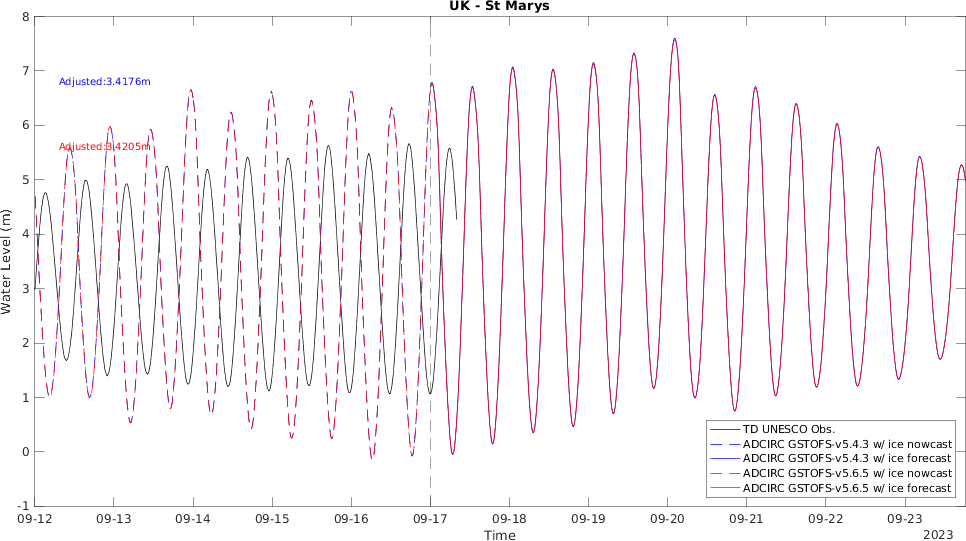 UK - St Marys
8
7
6
5
4
3
2
1
0
-1
Water Level (m)
Adjusted:3.4176m
Adjusted:3.4205m
TD UNESCO Obs.
ADCIRC GSTOFS-v5.4.3 w/ ice nowcast
ADCIRC GSTOFS-v5.4.3 w/ ice forecast
ADCIRC GSTOFS-v5.6.5 w/ ice nowcast
ADCIRC GSTOFS-v5.6.5 w/ ice forecast
09-12 09-13 09-14 09-15 09-16 09-17 09-18 09-19 09-20 09-21 09-22 09-23
Time
2023